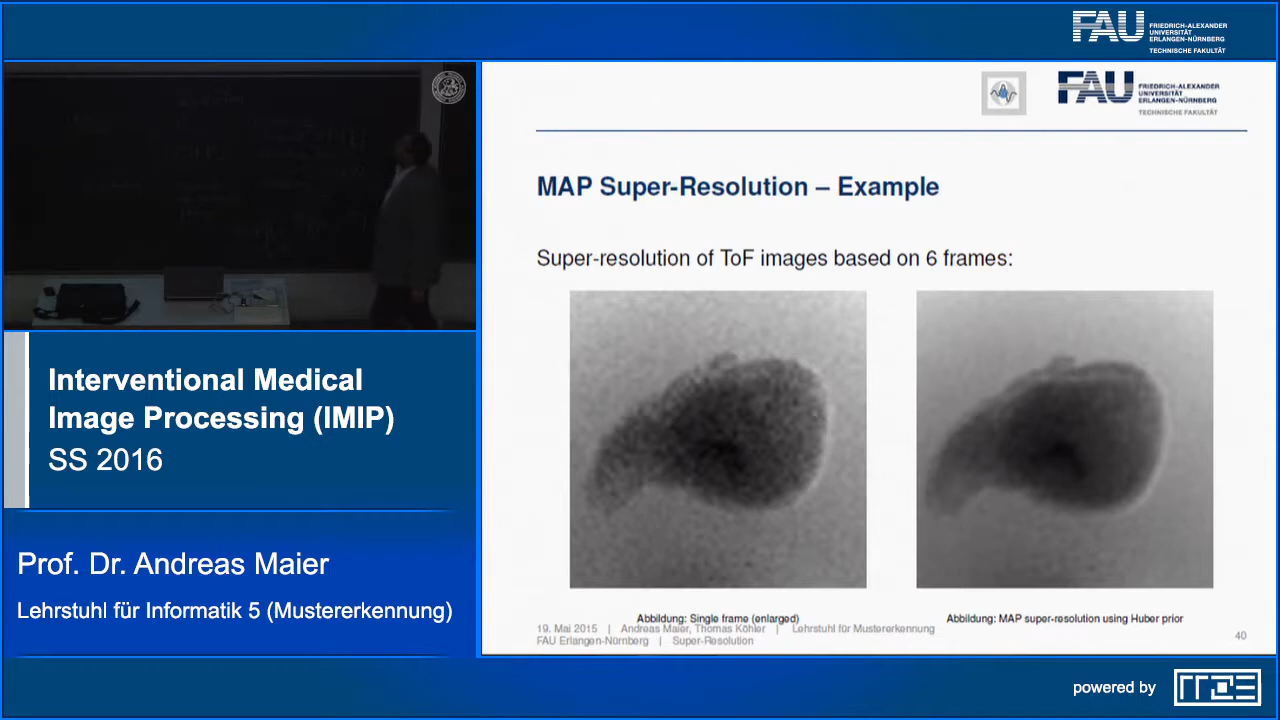 FAU FRIEDRICH-ALEXANDER
UNIVERSITÄT
ERLANGEN-NÜRNBERG
TECHNISCHE FAKULTÄT
FAU FRIEDRICH-ALEXANDER
UNIVERSITÄT
ERLANGEN-NÜRNBERG
TECHNISCHE FAKULTÄT
MAP Super-Resolution – Example
Super-resolution of ToF images based on 6 frames:
Abbildung: Single frame (enlarged)
Abbildung: MAP super-resolution using Huber prior
19. Mai 2015 | Andreas Maier, Thomas Köhler | Lehrstuhl für Mustererkennung
FAU Erlangen-Nürnberg | Super-Resolution
40
Interventional Medical
Image Processing (IMIP)
SS 2016
Prof. Dr. Andreas Maier
Lehrstuhl für Informatik 5 (Mustererkennung)
powered by